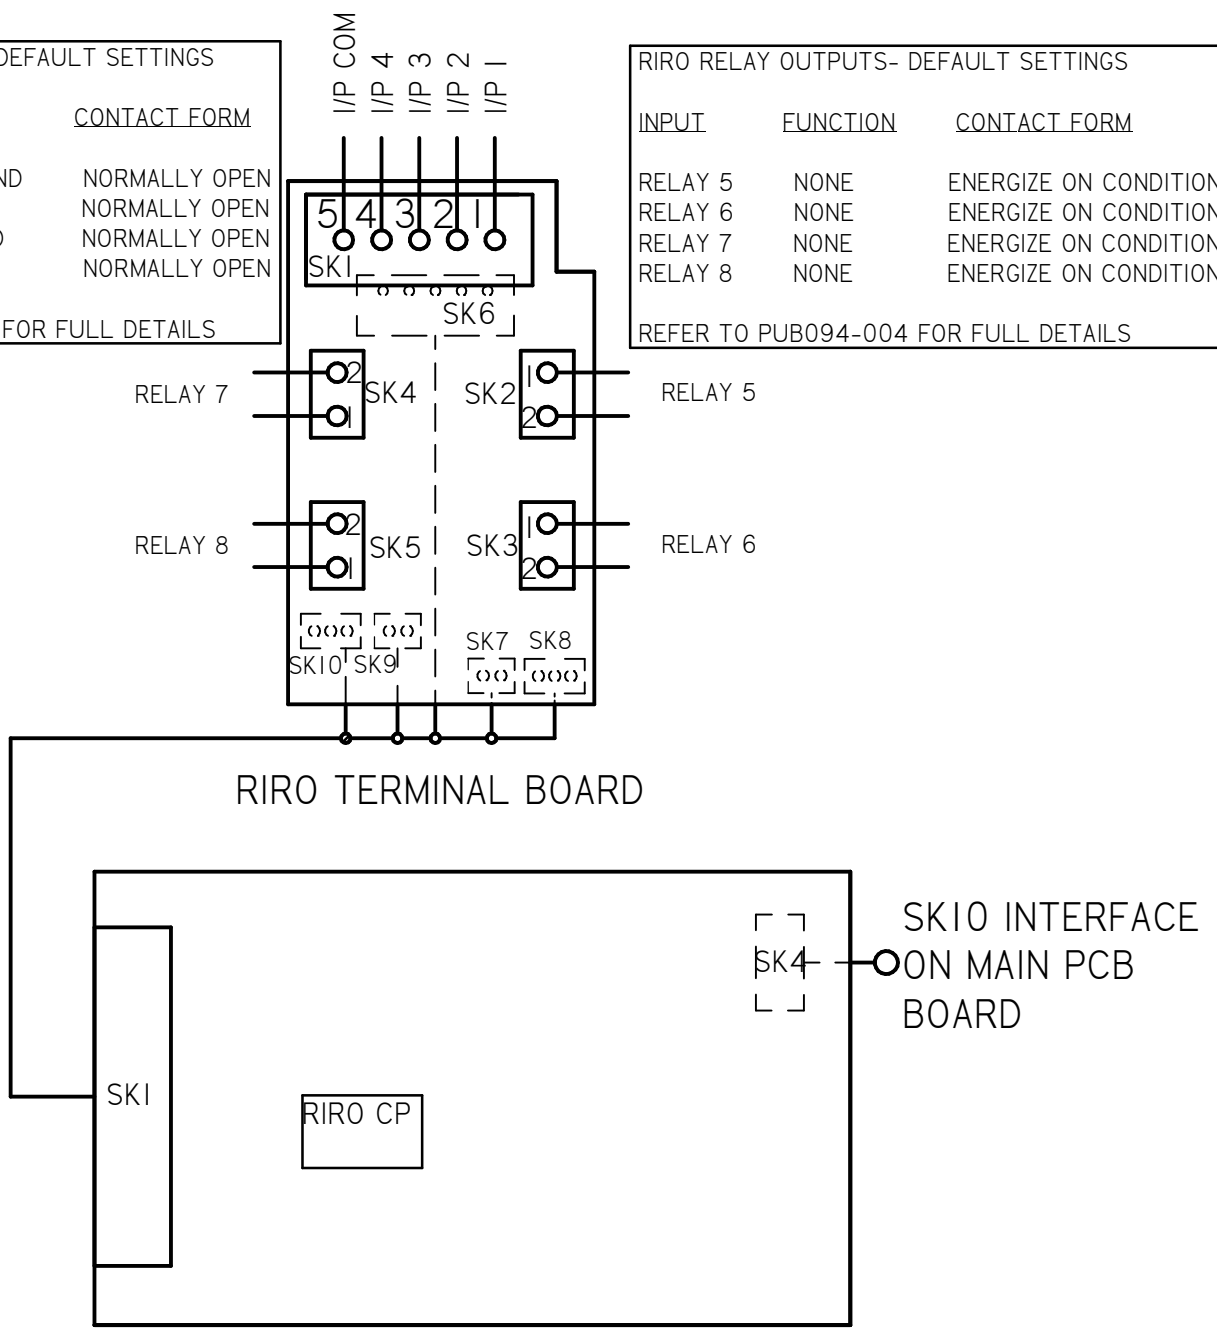 DEFAULT SETTINGS
CONTACT FORM
ND NORMALLY OPEN
NORMALLY OPEN
NORMALLY OPEN
NORMALLY OPEN
FOR FULL DETAILS
I/P COM
I/P 4
I/P 3
I/P 2
I/P 1
RIRO RELAY OUTPUTS- DEFAULT SETTINGS
INPUT FUNCTION CONTACT FORM
RELAY 5 NONE ENERGIZE ON CONDITION
RELAY 6 NONE ENERGIZE ON CONDITION
RELAY 7 NONE ENERGIZE ON CONDITION
RELAY 8 NONE ENERGIZE ON CONDITION
REFER TO PUB094-004 FOR FULL DETAILS
5 4 3 2 1
SK1
SK6
RELAY 7
2
1
SK4
SK2
1
2
RELAY 5
RELAY 8
2
1
SK5
SK3
1
2
RELAY 6
SK10 SK9
SK7 SK8
RIRO TERMINAL BOARD
SK4
SK10 INTERFACE
ON MAIN PCB
BOARD
SK1
RIRO CP